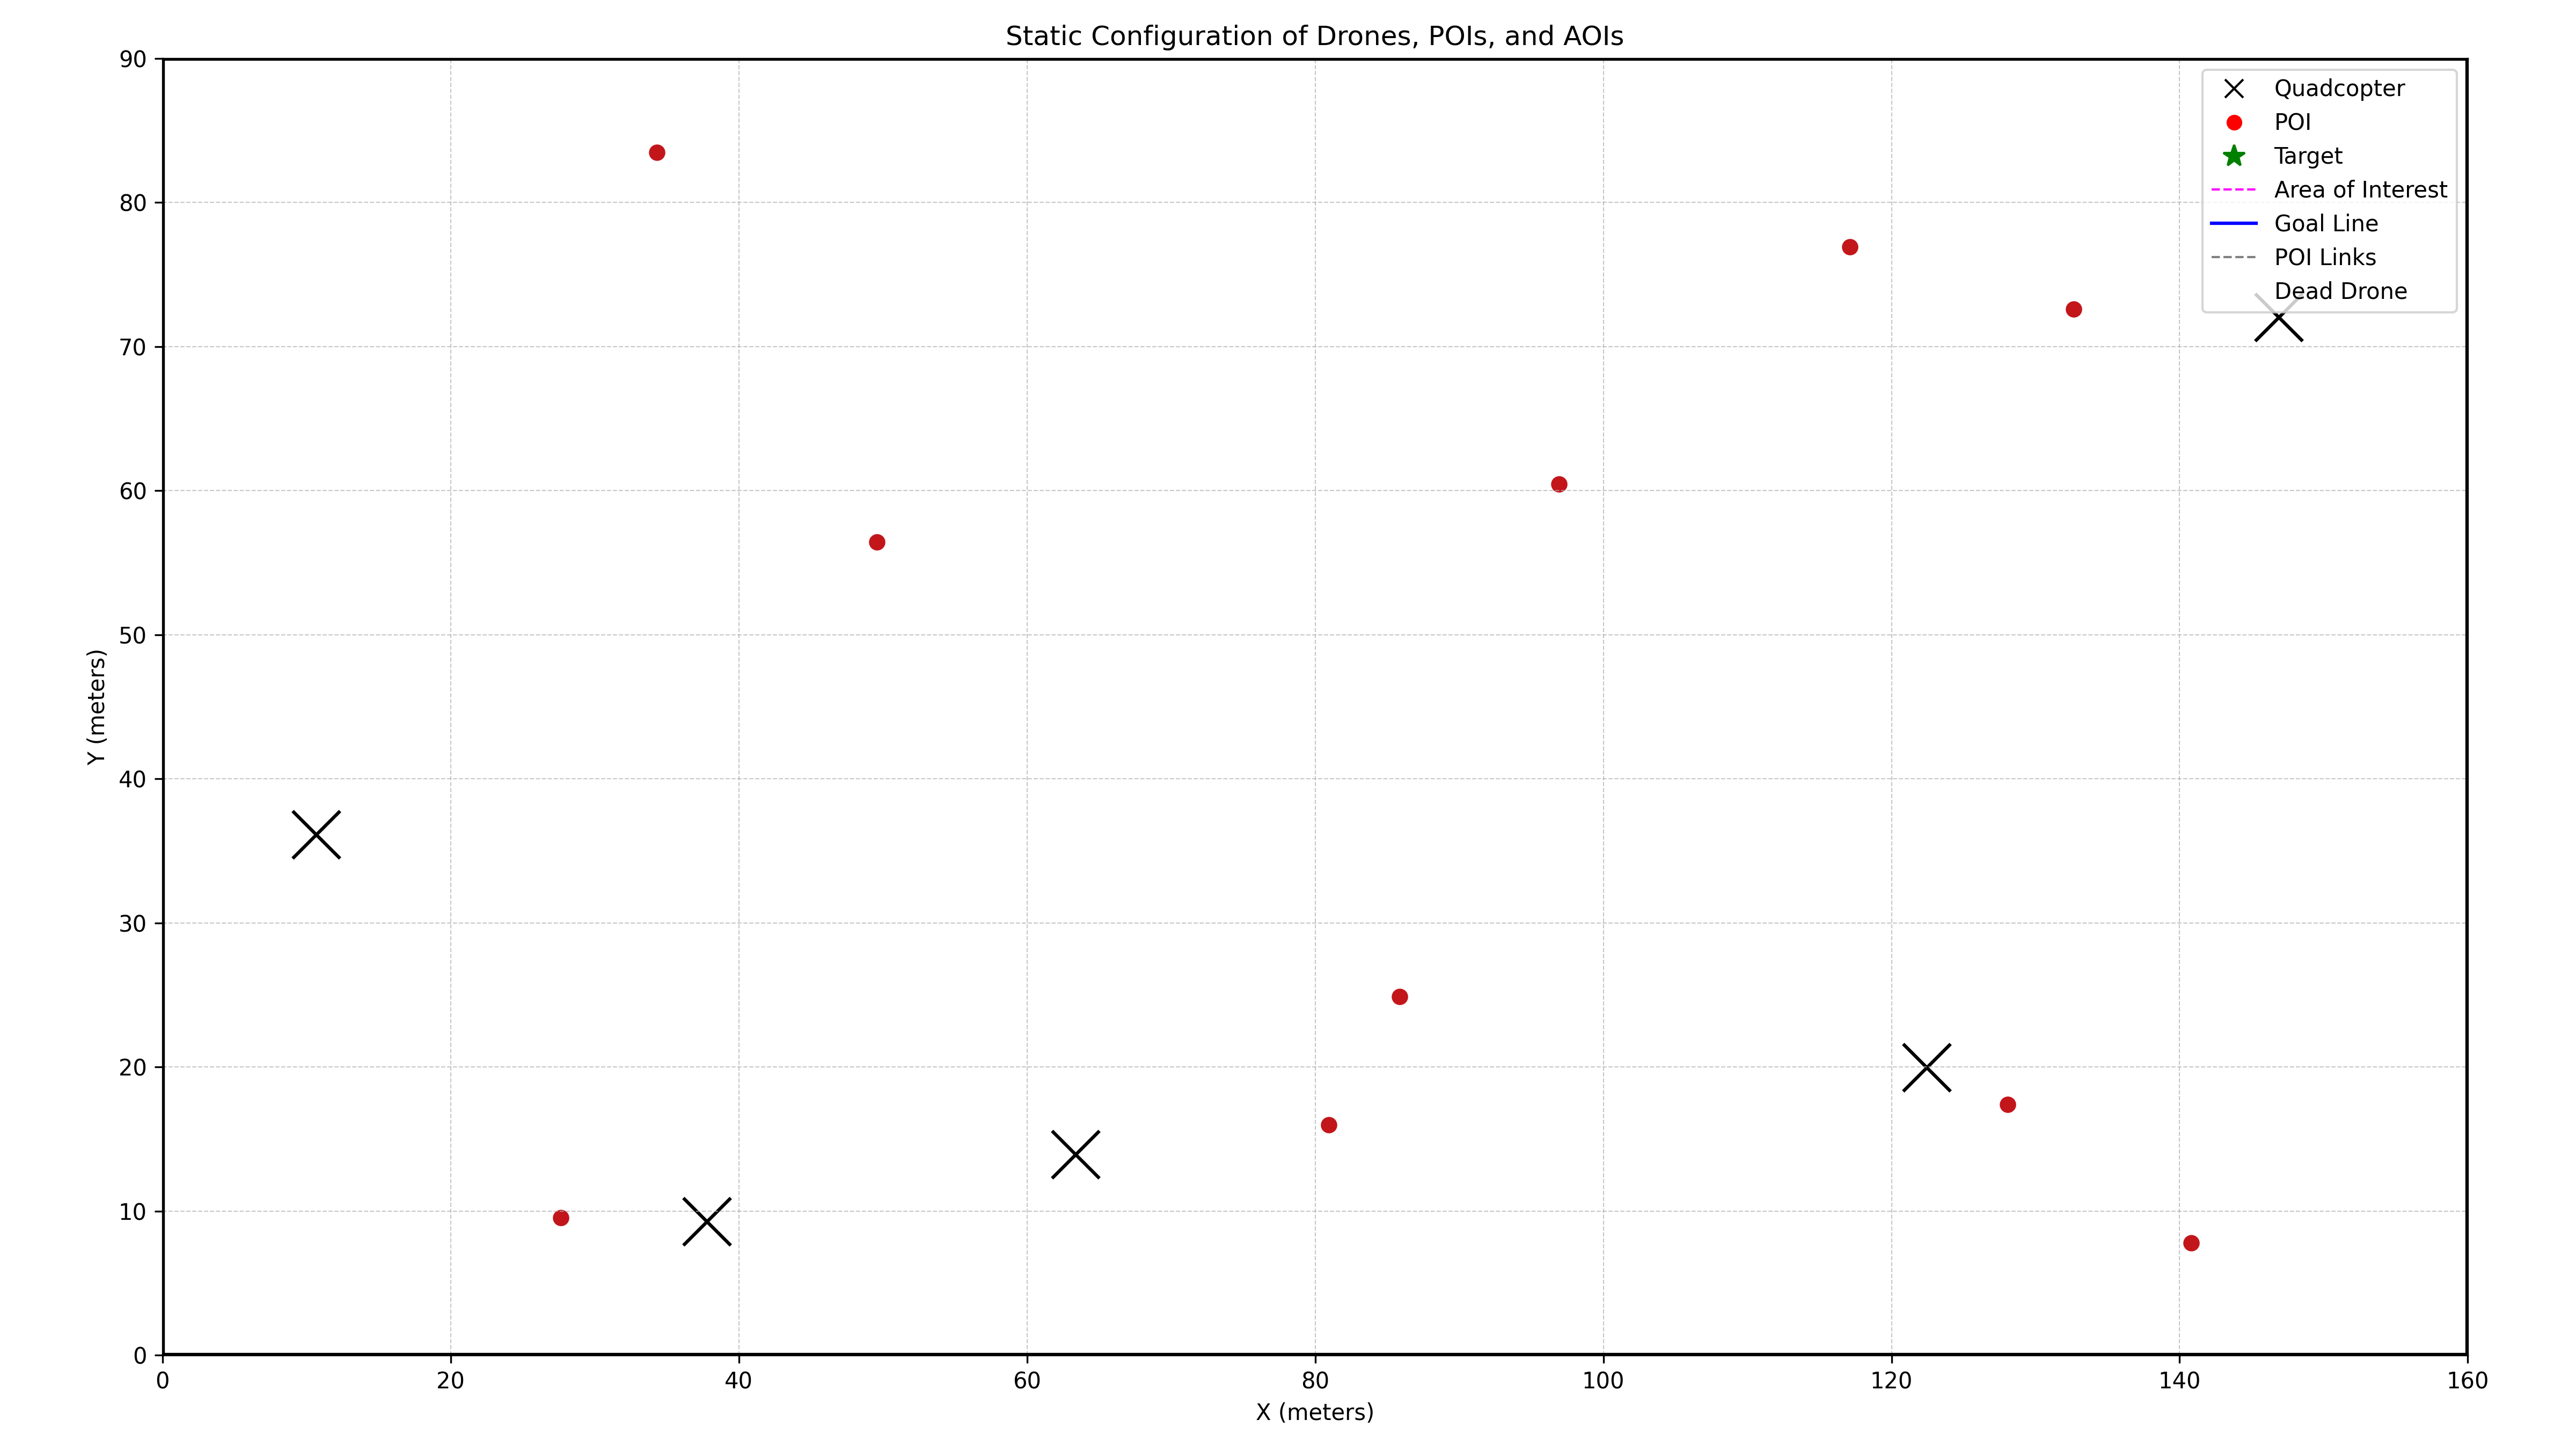 Static Configuration of Drones, POIs, and AOIs
90
80
70
60
50
40
30
20
10
0
Y (meters)
Quadcopter
POI
Target
Area of Interest
Goal Line
POI Links
Dead Drone
0 20 40 60 80 100 120 140 160
X (meters)